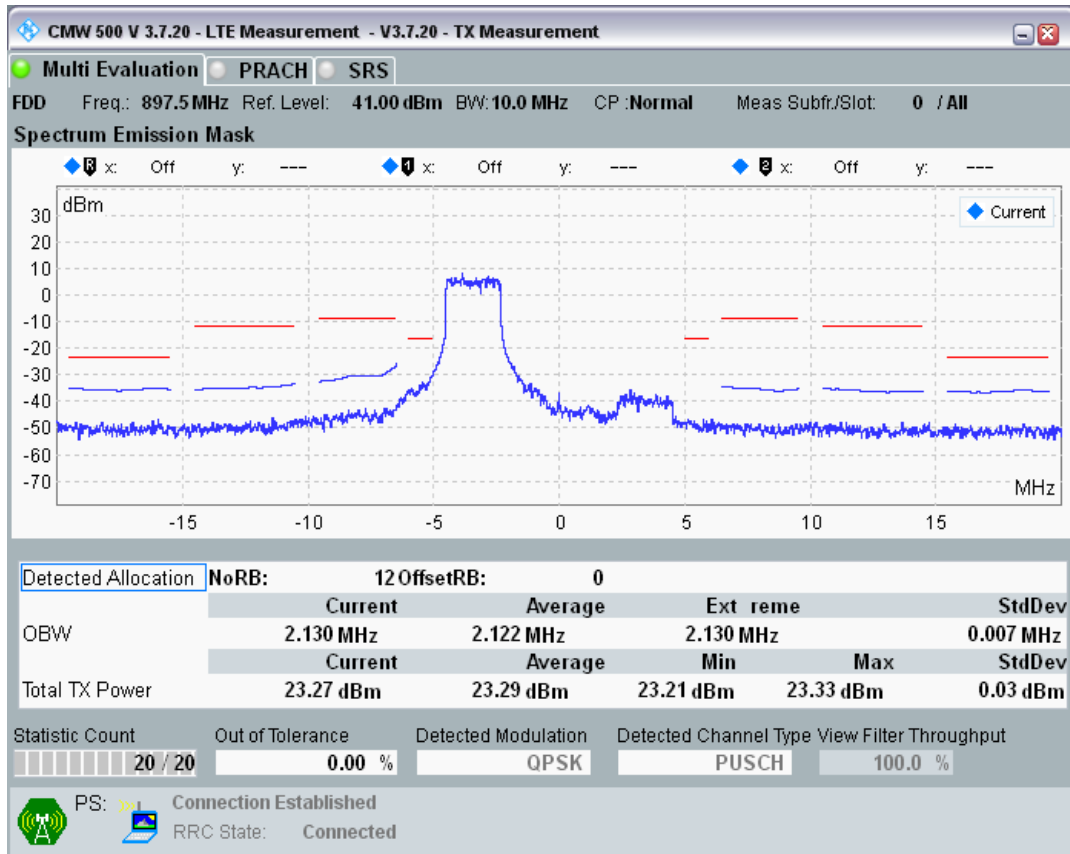 CMW 500 V 3.7.20 - LTE Measurement - V3.7.20 - TX Measurement
Multi Evaluation PRACH SRS
FDD Freq.: 897.5 MHz Ref. Level: 41.00 dBm BW: 10.0 MHz CP :Normal Meas Subfr./Slot: 0 / All
Spectrum Emission Mask
R x: Off y: --- 1 x: Off y: --- 2 x: Off y: ---
dBm
Current
30
20
10
0
-10
-20
-30
-40
-50
-60
-70
MHz
-15 -10 -5 0 5 10 15
Detected Allocation NoRB: 12 OffsetRB: 0
Current Average Ext reme StdDev
OBW 2.130 MHz 2.122 MHz 2.130 MHz 0.007 MHz
Current Average Min Max StdDev
Total TX Power 23.27 dBm 23.29 dBm 23.21 dBm 23.33 dBm 0.03 dBm
Statistic Count Out of Tolerance Detected Modulation Detected Channel Type View Filter Throughput
20 / 20 0.00 % QPSK PUSCH 100.0 %
PS: Connection Established
RRC State: Connected